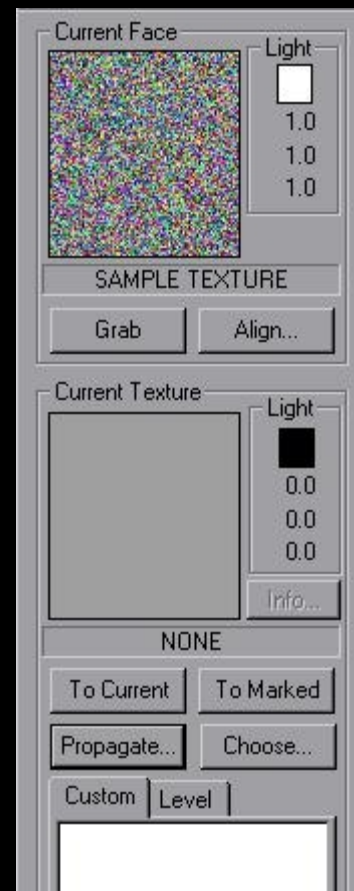 Current Face
Light
1.0
1.0
1.0
SAMPLE TEXTURE
Grab
Align...
Current Texture
Light
0.0
0.0
0.0
Info...
NONE
To Current
To Marked
Propagate...
Choose...
Custom
Level